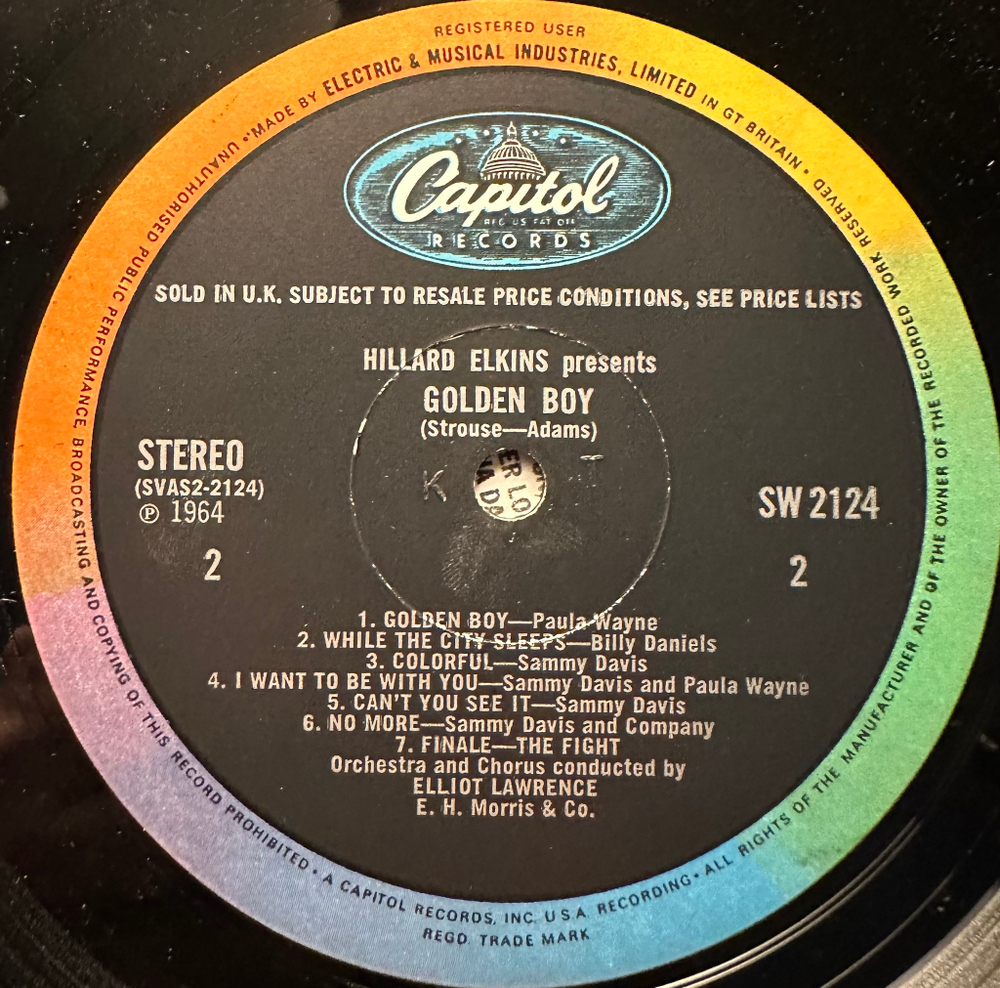 REGISTERED USER
MADE BY ELECTRIC & MUSICAL INDUSTRIES, LIMITED IN GT BRITAIN • ALL RIGHTS OF THE MANUFACTURER AND OF THE OWNER OF THE RECORDED WORK RESERVED
UNAUTHORISED PUBLIC PERFORMANCE, BROADCASTING AND COPYING OF THIS RECORD PROHIBITED • A CAPITOL RECORDS, INC. U.S.A. RECORDING •
REGD. TRADE MARK
Capitol
REG US PAT OFF
RECORDS
SOLD IN U.K. SUBJECT TO RESALE PRICE CONDITIONS, SEE PRICE LISTS
HILLARD ELKINS presents
GOLDEN BOY
(Strouse—Adams)
STEREO
(SVAS2-2124)
℗ 1964
2
K T
ER LO
SW 2124
2
1. GOLDEN BOY—Paula Wayne
2. WHILE THE CITY SLEEPS—Billy Daniels
3. COLORFUL—Sammy Davis
4. I WANT TO BE WITH YOU—Sammy Davis and Paula Wayne
5. CAN'T YOU SEE IT—Sammy Davis
6. NO MORE—Sammy Davis and Company
7. FINALE—THE FIGHT
Orchestra and Chorus conducted by
ELLIOT LAWRENCE
E. H. Morris & Co.